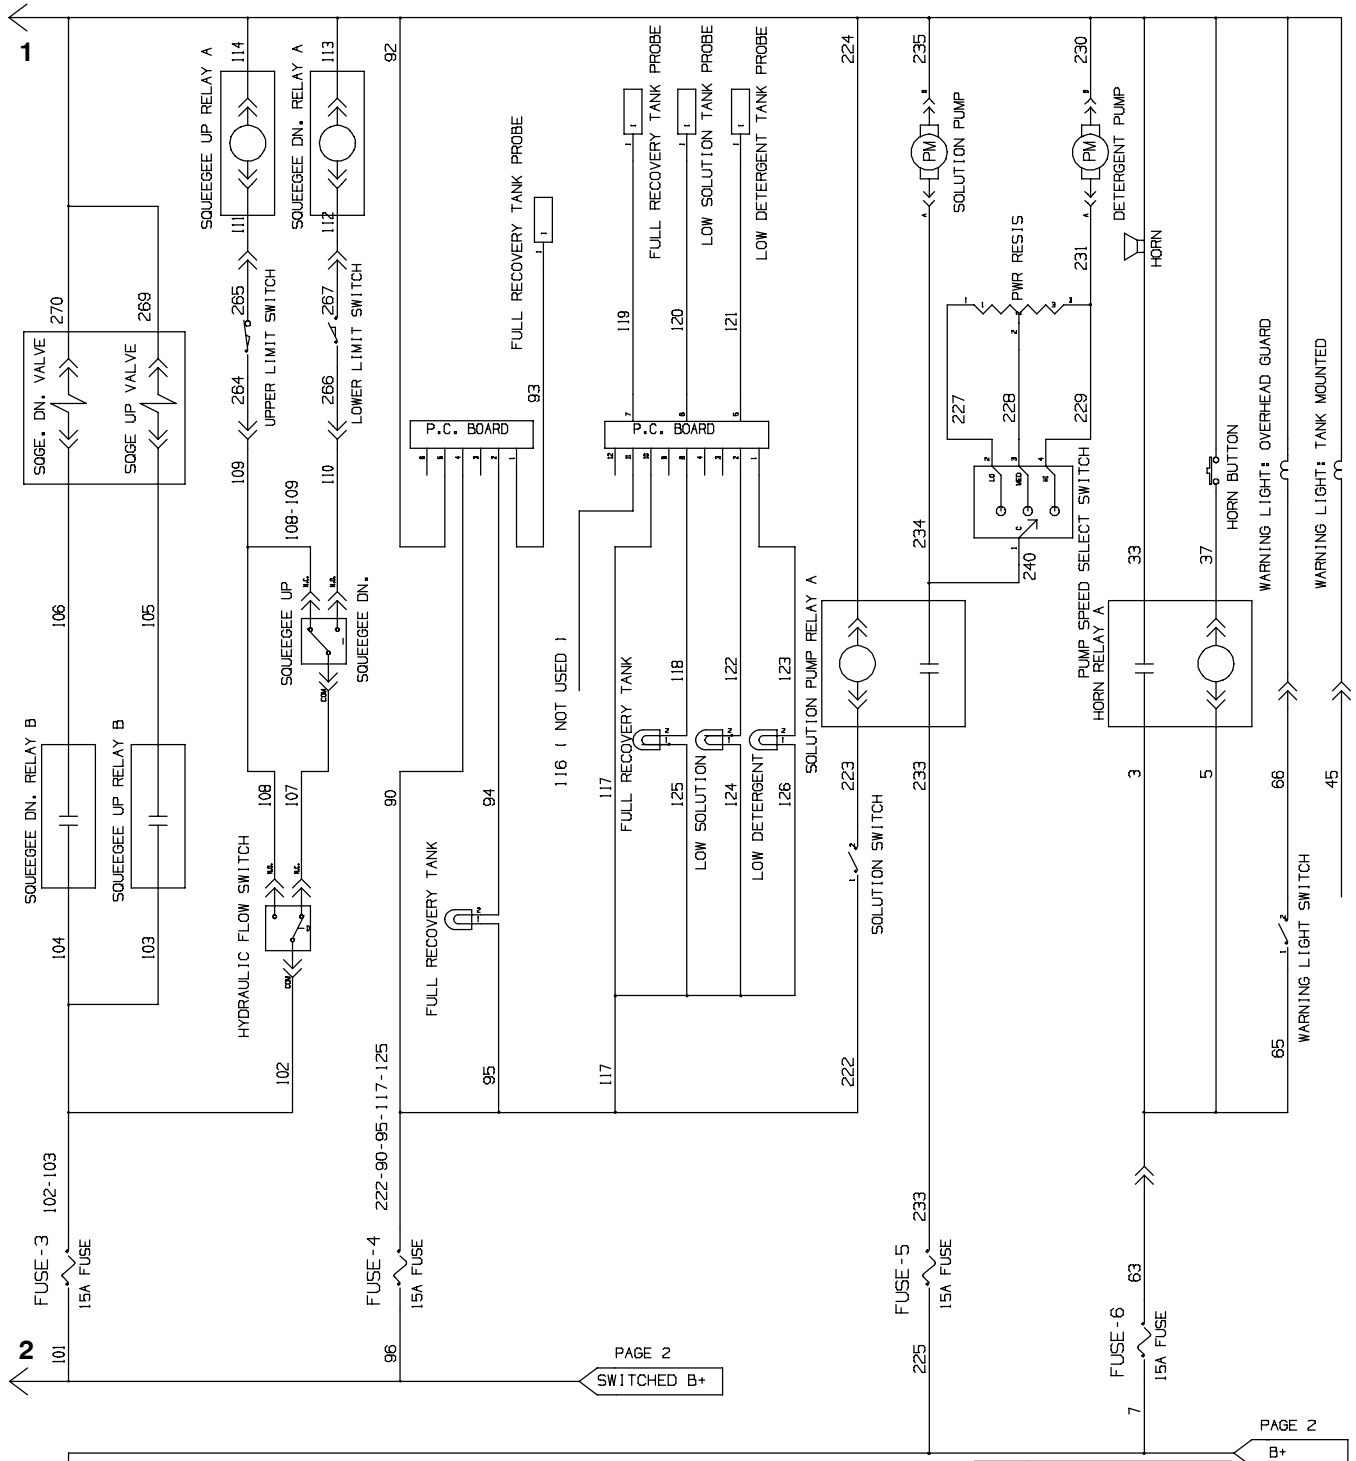 1
114
113
92
224
235
230
SQUEEGEE UP RELAY A
SQUEEGEE DN. RELAY A
FULL RECOVERY TANK PROBE
FULL RECOVERY TANK PROBE
LOW SOLUTION TANK PROBE
LOW DETERGENT TANK PROBE
PM
SOLUTION PUMP
PM
DETERGENT PUMP
B
B
A
A
1
1
1
1
1
1
1
1
111
112
270
269
265
267
119
120
121
231
HORN
PWR RESIS
SQGE. DN. VALVE
SQGE UP VALVE
264
266
UPPER LIMIT SWITCH
LOWER LIMIT SWITCH
93
227
228
229
WARNING LIGHT: OVERHEAD GUARD
WARNING LIGHT: TANK MOUNTED
P.C. BOARD
P.C. BOARD
109
110
108-109
LO
MED
HI
C
PUMP SPEED SELECT SWITCH
HORN BUTTON
106
105
SQUEEGEE UP
SQUEEGEE DN.
N.C.
N.O.
COM
234
240
33
37
116 ( NOT USED )
118
122
123
SOLUTION PUMP RELAY A
HORN RELAY A
SQUEEGEE DN. RELAY B
SQUEEGEE UP RELAY B
108
107
90
94
117
FULL RECOVERY TANK
125
LOW SOLUTION
124
LOW DETERGENT
126
223
233
3
5
66
45
N.O.
N.C.
COM
HYDRAULIC FLOW SWITCH
FULL RECOVERY TANK
SOLUTION SWITCH
WARNING LIGHT SWITCH
104
103
102
95
117
222
65
102-103
222-90-95-117-125
233
63
FUSE-3
15A FUSE
FUSE-4
15A FUSE
FUSE-5
15A FUSE
FUSE-6
15A FUSE
2
101
96
225
7
PAGE 2
SWITCHED B+
PAGE 2
B+